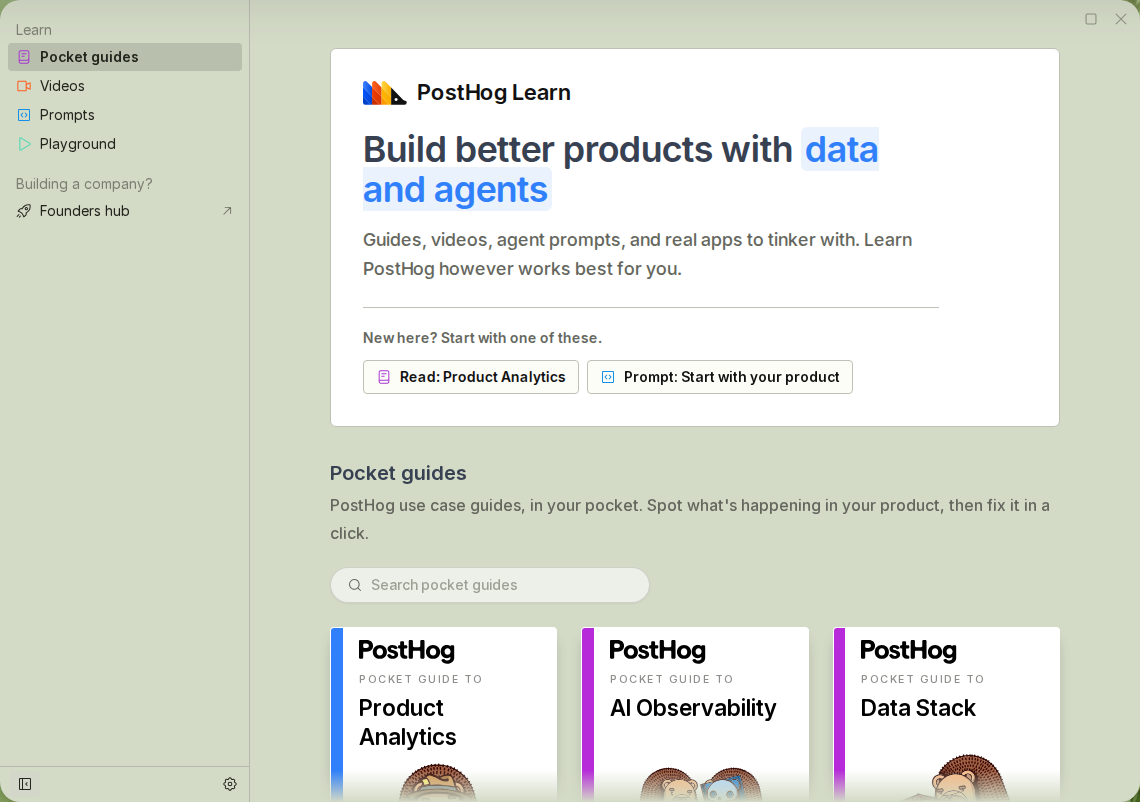 Learn
Pocket guides
Videos
Prompts
Playground
Building a company?
Founders hub
PostHog Learn
Build better products with data
and agents
Guides, videos, agent prompts, and real apps to tinker with. Learn
PostHog however works best for you.
New here? Start with one of these.
Read: Product Analytics
Prompt: Start with your product
Pocket guides
PostHog use case guides, in your pocket. Spot what's happening in your product, then fix it in a
click.
Search pocket guides
PostHog
POCKET GUIDE TO
Product
Analytics
PostHog
POCKET GUIDE TO
AI Observability
PostHog
POCKET GUIDE TO
Data Stack